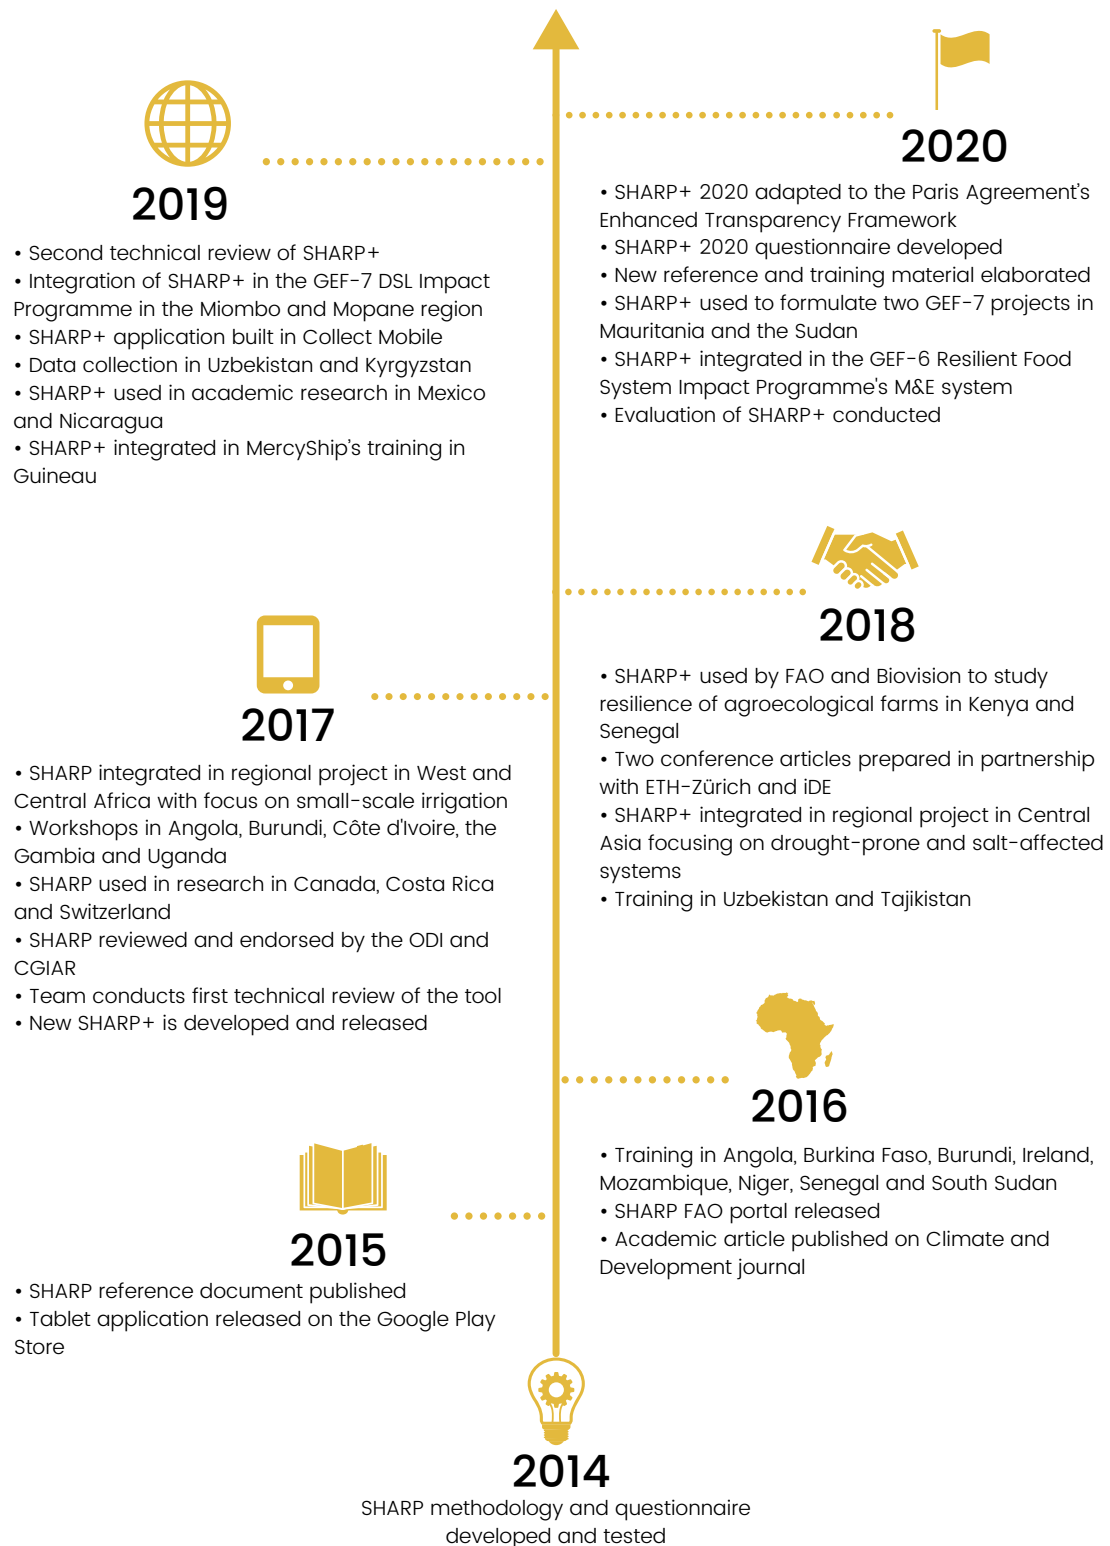 2020
• SHARP+ 2020 adapted to the Paris Agreement's
Enhanced Transparency Framework
• SHARP+ 2020 questionnaire developed
• New reference and training material elaborated
• SHARP+ used to formulate two GEF-7 projects in
Mauritania and the Sudan
• SHARP+ integrated in the GEF-6 Resilient Food
System Impact Programme's M&E system
• Evaluation of SHARP+ conducted
2019
• Second technical review of SHARP+
• Integration of SHARP+ in the GEF-7 DSL Impact
Programme in the Miombo and Mopane region
• SHARP+ application built in Collect Mobile
• Data collection in Uzbekistan and Kyrgyzstan
• SHARP+ used in academic research in Mexico
and Nicaragua
• SHARP+ integrated in MercyShip's training in
Guineau
2018
• SHARP+ used by FAO and Biovision to study
resilience of agroecological farms in Kenya and
Senegal
• Two conference articles prepared in partnership
with ETH-Zürich and iDE
• SHARP+ integrated in regional project in Central
Asia focusing on drought-prone and salt-affected
systems
• Training in Uzbekistan and Tajikistan
2017
• SHARP integrated in regional project in West and
Central Africa with focus on small-scale irrigation
• Workshops in Angola, Burundi, Côte d'Ivoire, the
Gambia and Uganda
• SHARP used in research in Canada, Costa Rica
and Switzerland
• SHARP reviewed and endorsed by the ODI and
CGIAR
• Team conducts first technical review of the tool
• New SHARP+ is developed and released
2016
• Training in Angola, Burkina Faso, Burundi, Ireland,
Mozambique, Niger, Senegal and South Sudan
• SHARP FAO portal released
• Academic article published on Climate and
Development journal
2015
• SHARP reference document published
• Tablet application released on the Google Play
Store
2014
SHARP methodology and questionnaire
developed and tested